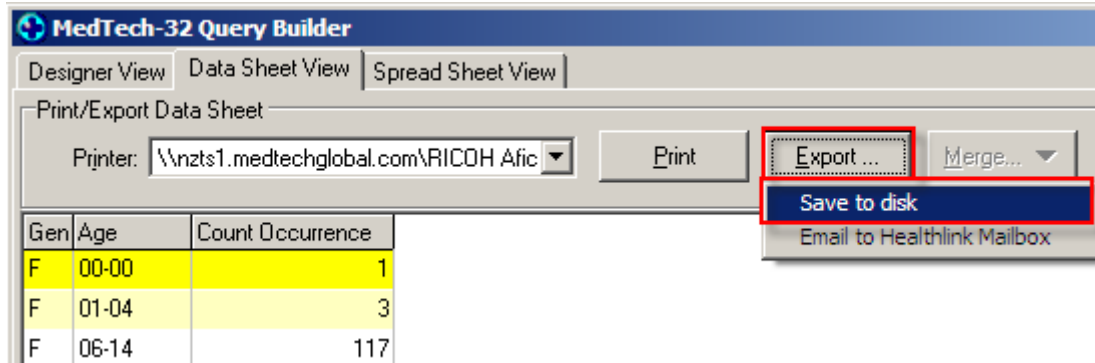 MedTech-32 Query Builder
Designer View Data Sheet View Spread Sheet View
Print/Export Data Sheet
Printer: \\nzts1.medtechglobal.com\RICOH Afic Print Export ... Merge...
Save to disk
Email to Healthlink Mailbox
Gen Age Count Occurrence
F 00-00 1
F 01-04 3
F 06-14 117